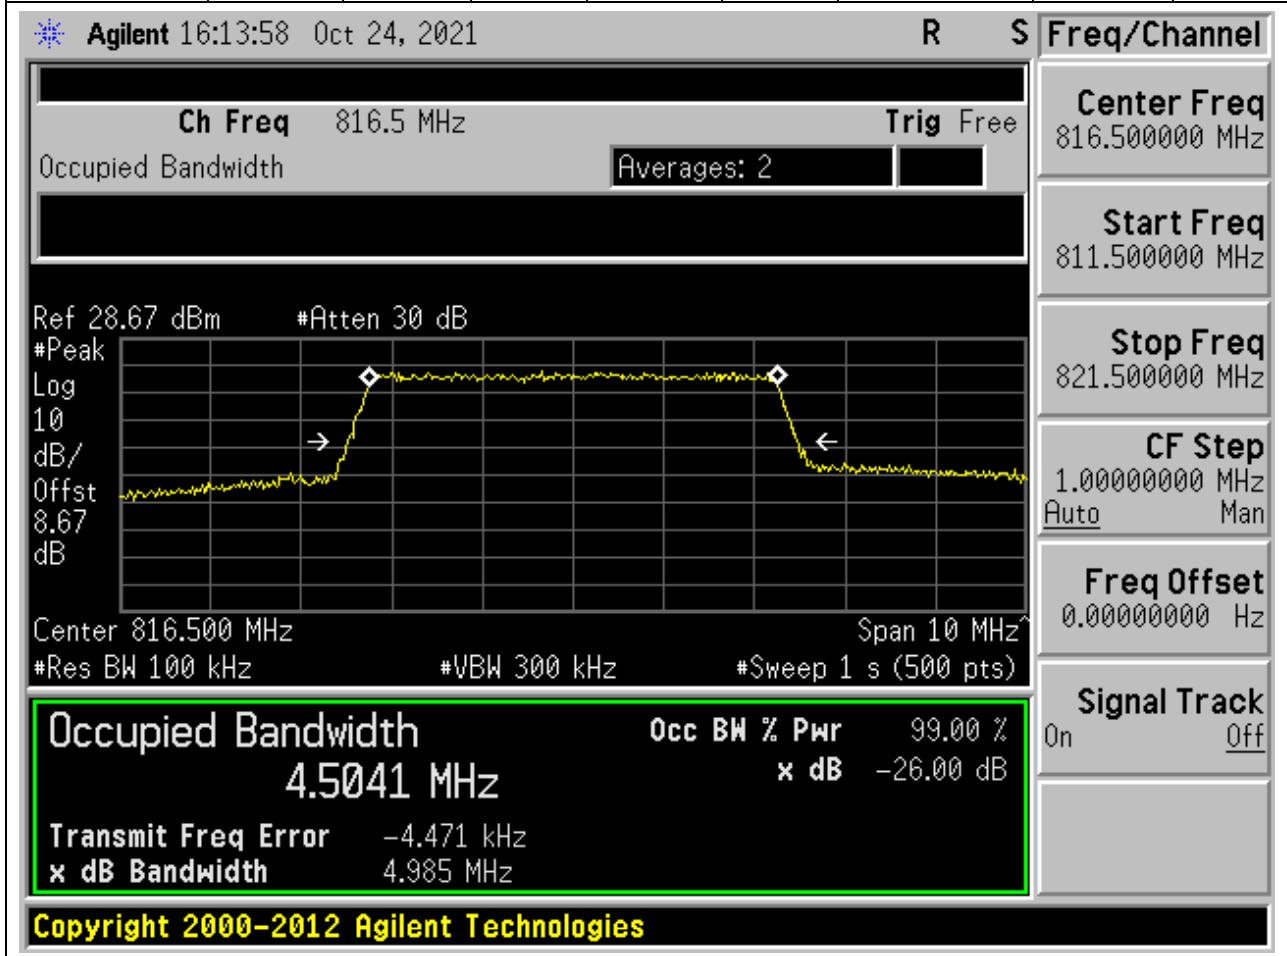 Agilent 16:13:58 Oct 24, 2021 R S Freq/Channel
Ch Freq 816.5 MHz Trig Free
Occupied Bandwidth Averages: 2
Center Freq
816.500000 MHz
Start Freq
811.500000 MHz
Stop Freq
821.500000 MHz
CF Step
1.00000000 MHz
Auto Man
Freq Offset
0.00000000 Hz
Signal Track
On Off
Ref 28.67 dBm #Atten 30 dB
#Peak
Log
10
dB/
Offst
8.67
dB
Center 816.500 MHz Span 10 MHz^
#Res BW 100 kHz #VBW 300 kHz #Sweep 1 s (500 pts)
Occupied Bandwidth Occ BW % Pwr 99.00 %
4.5041 MHz x dB -26.00 dB
Transmit Freq Error -4.471 kHz
x dB Bandwidth 4.985 MHz
Copyright 2000-2012 Agilent Technologies